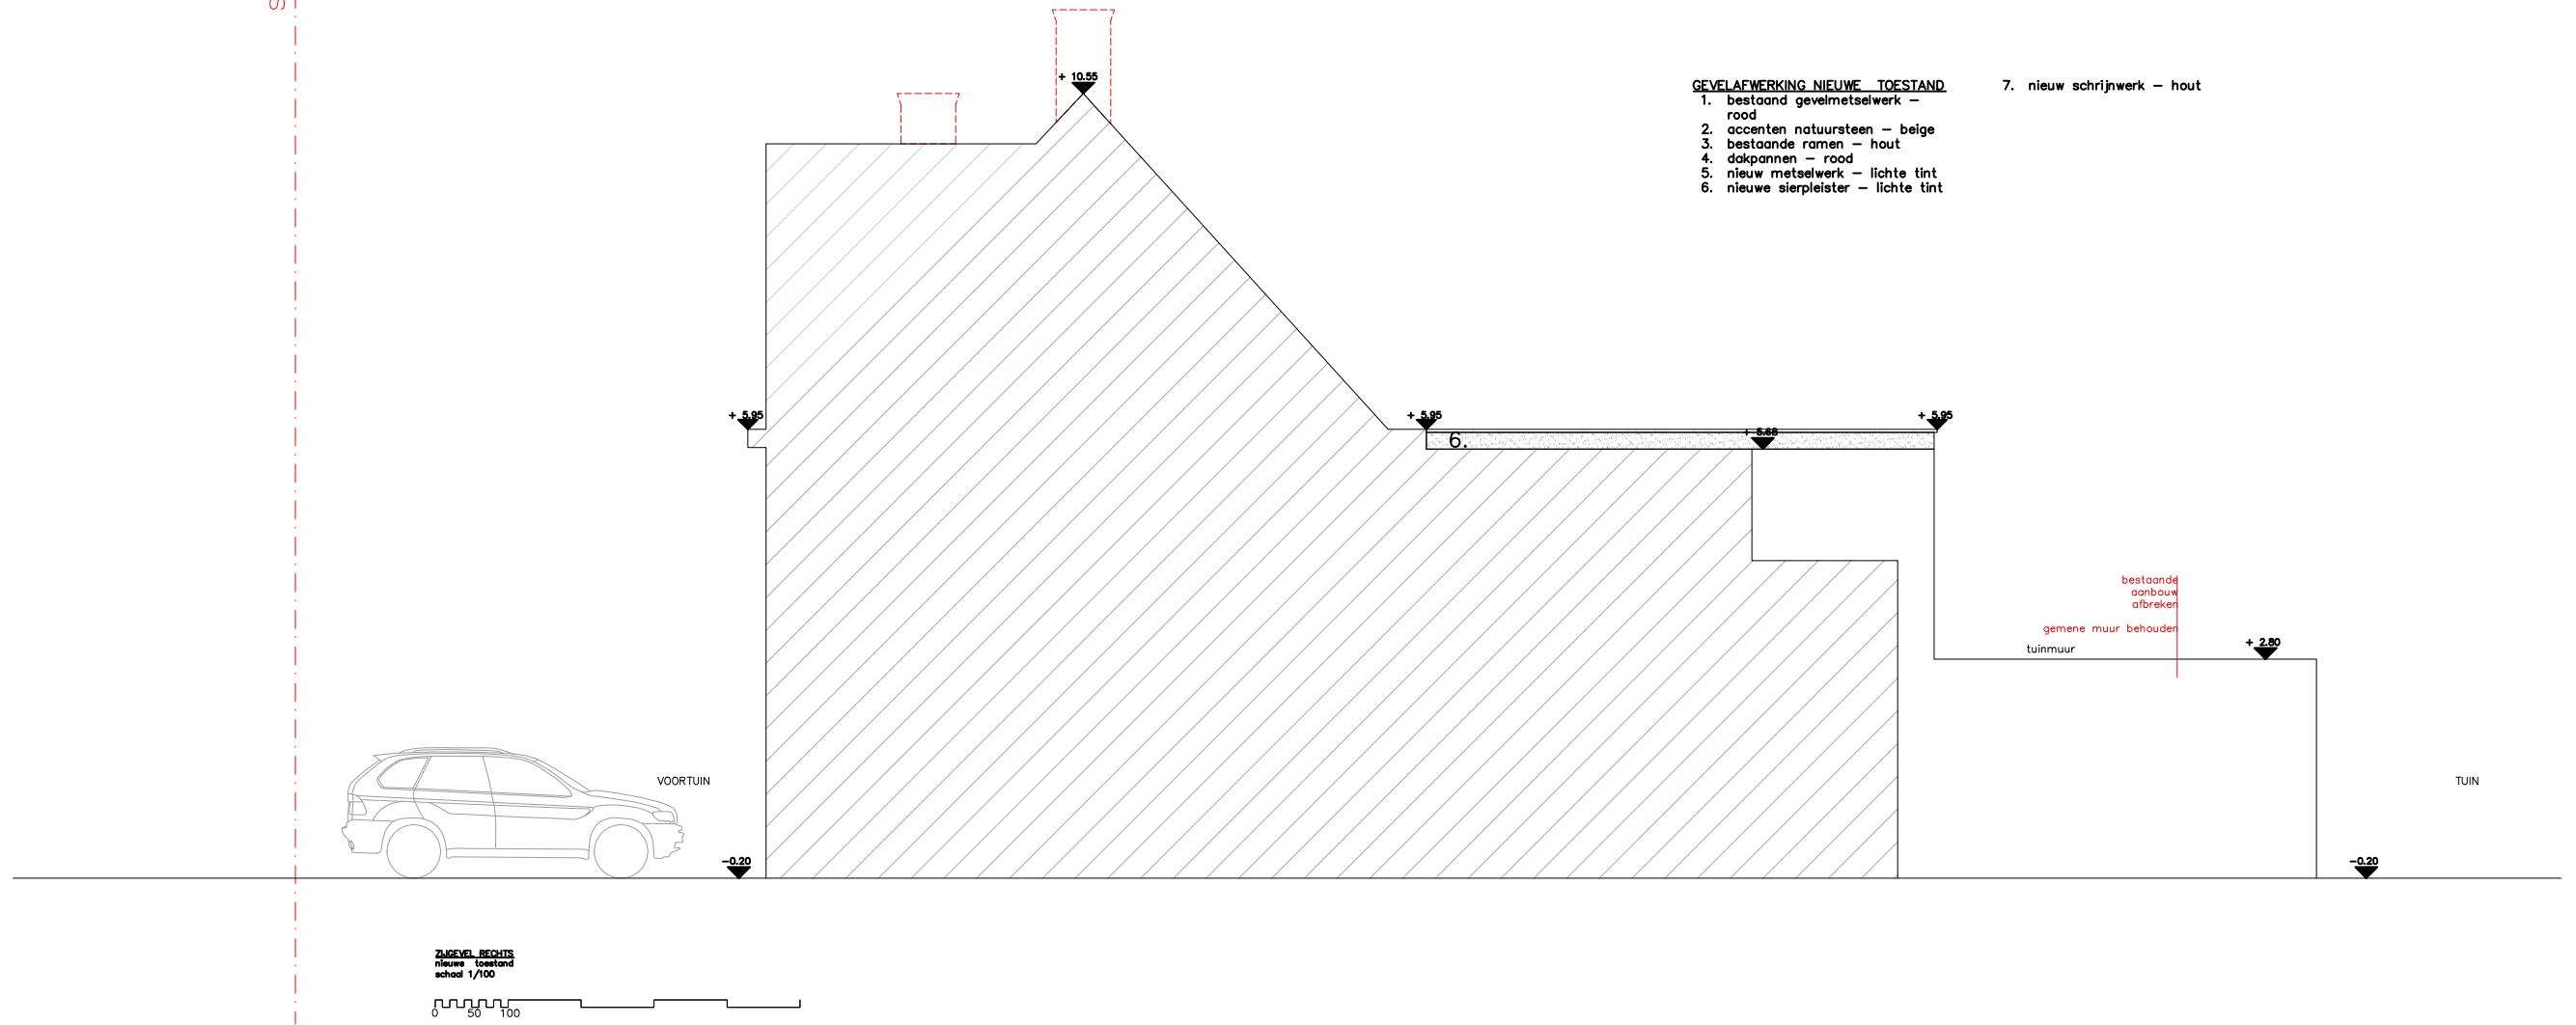 S
+ 10.55
GEVELAFWERKING NIEUWE TOESTAND
1. bestaand gevelmetselwerk –
rood
2. accenten natuursteen – beige
3. bestaande ramen – hout
4. dakpannen – rood
5. nieuw metselwerk – lichte tint
6. nieuwe sierpleister – lichte tint
7. nieuw schrijnwerk – hout
+ 5.95
+ 5.95
+ 5.95
6.
+ 5.68
bestaande
aanbouw
afbreken
gemene muur behouden
tuinmuur
+ 2.80
VOORTUIN
TUIN
-0.20
-0.20
ZIJGEVEL RECHTS
nieuwe toestand
schaal 1/100
0 50 100